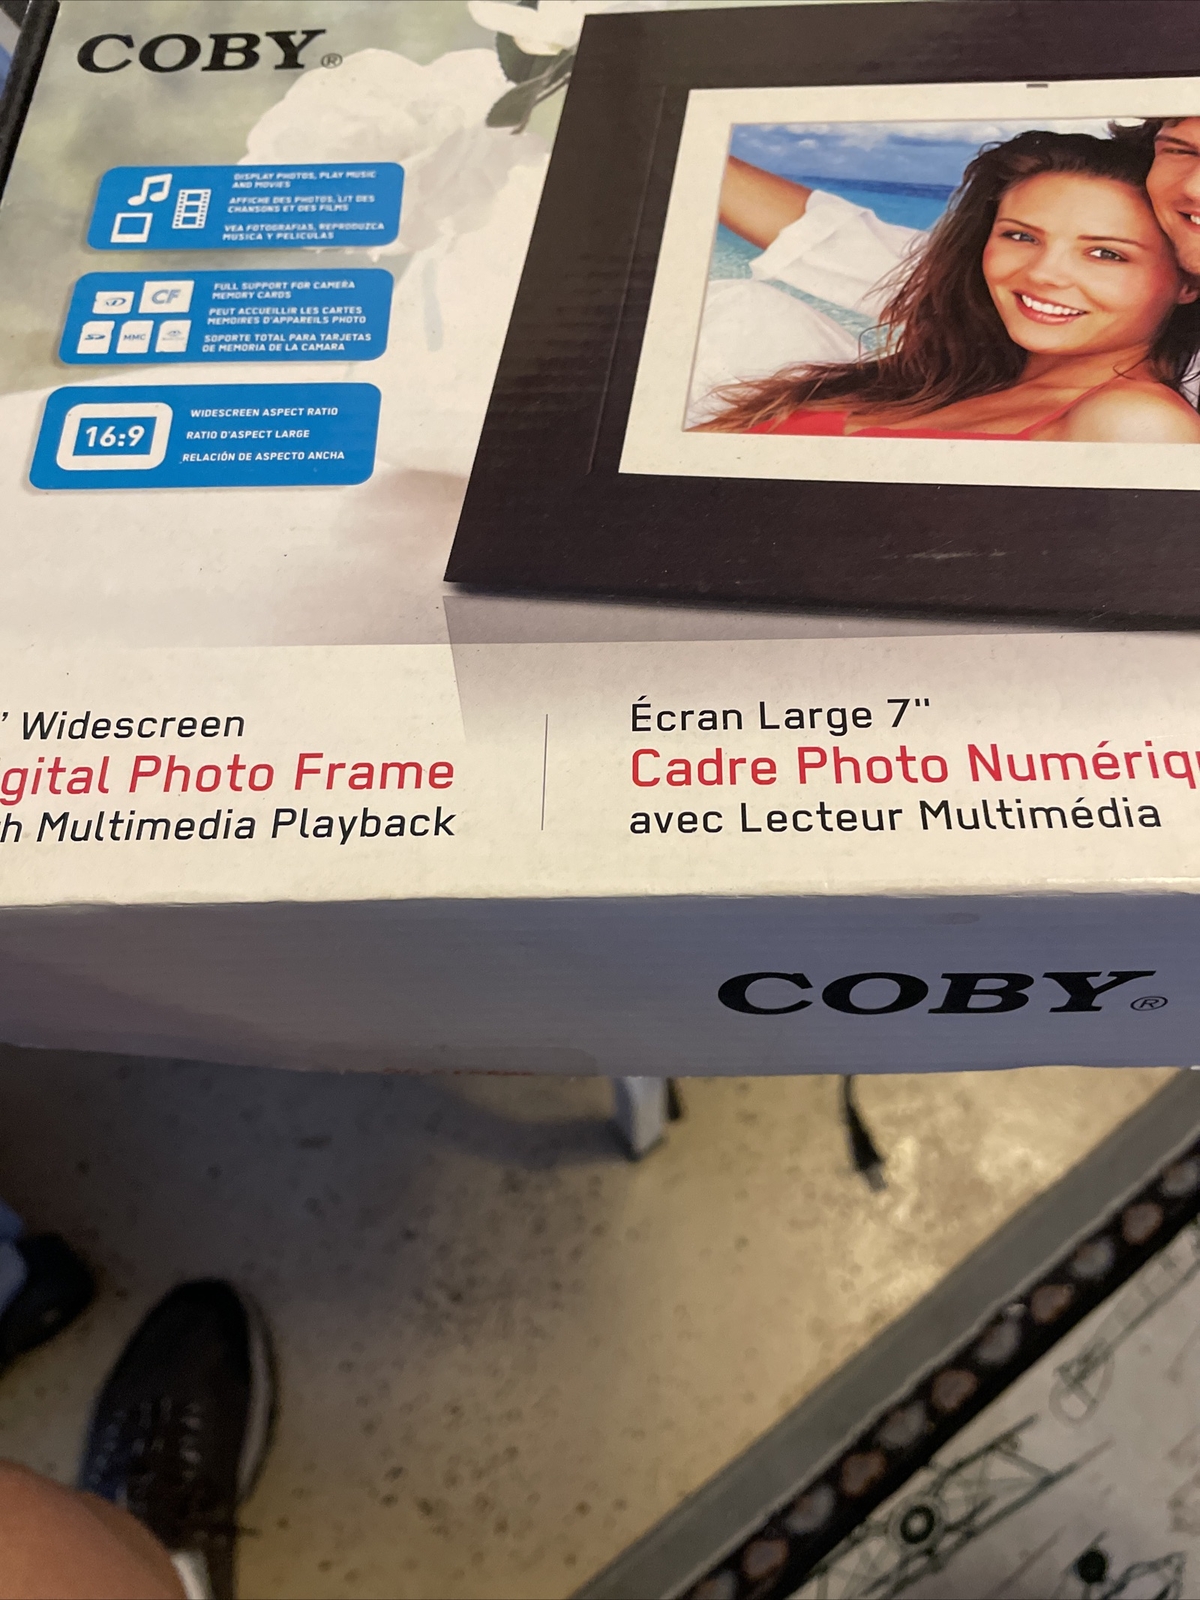 COBY®
DISPLAY PHOTOS, PLAY MUSIC
AND MOVIES
AFFICHE DES PHOTOS, LIT DES
CHANSONS ET DES FILMS
VEA FOTOGRAFIAS, REPRODUZCA
MUSICA Y PELICULAS
CF
MMC
FULL SUPPORT FOR CAMERA
MEMORY CARDS
PEUT ACCUEILLIR LES CARTES
MEMOIRES D'APPAREILS PHOTO
SOPORTE TOTAL PARA TARJETAS
DE MEMORIA DE LA CAMARA
16:9
WIDESCREEN ASPECT RATIO
RATIO D'ASPECT LARGE
RELACIÓN DE ASPECTO ANCHA
" Widescreen
gital Photo Frame
h Multimedia Playback
Écran Large 7"
Cadre Photo Numériq
avec Lecteur Multimédia
COBY®